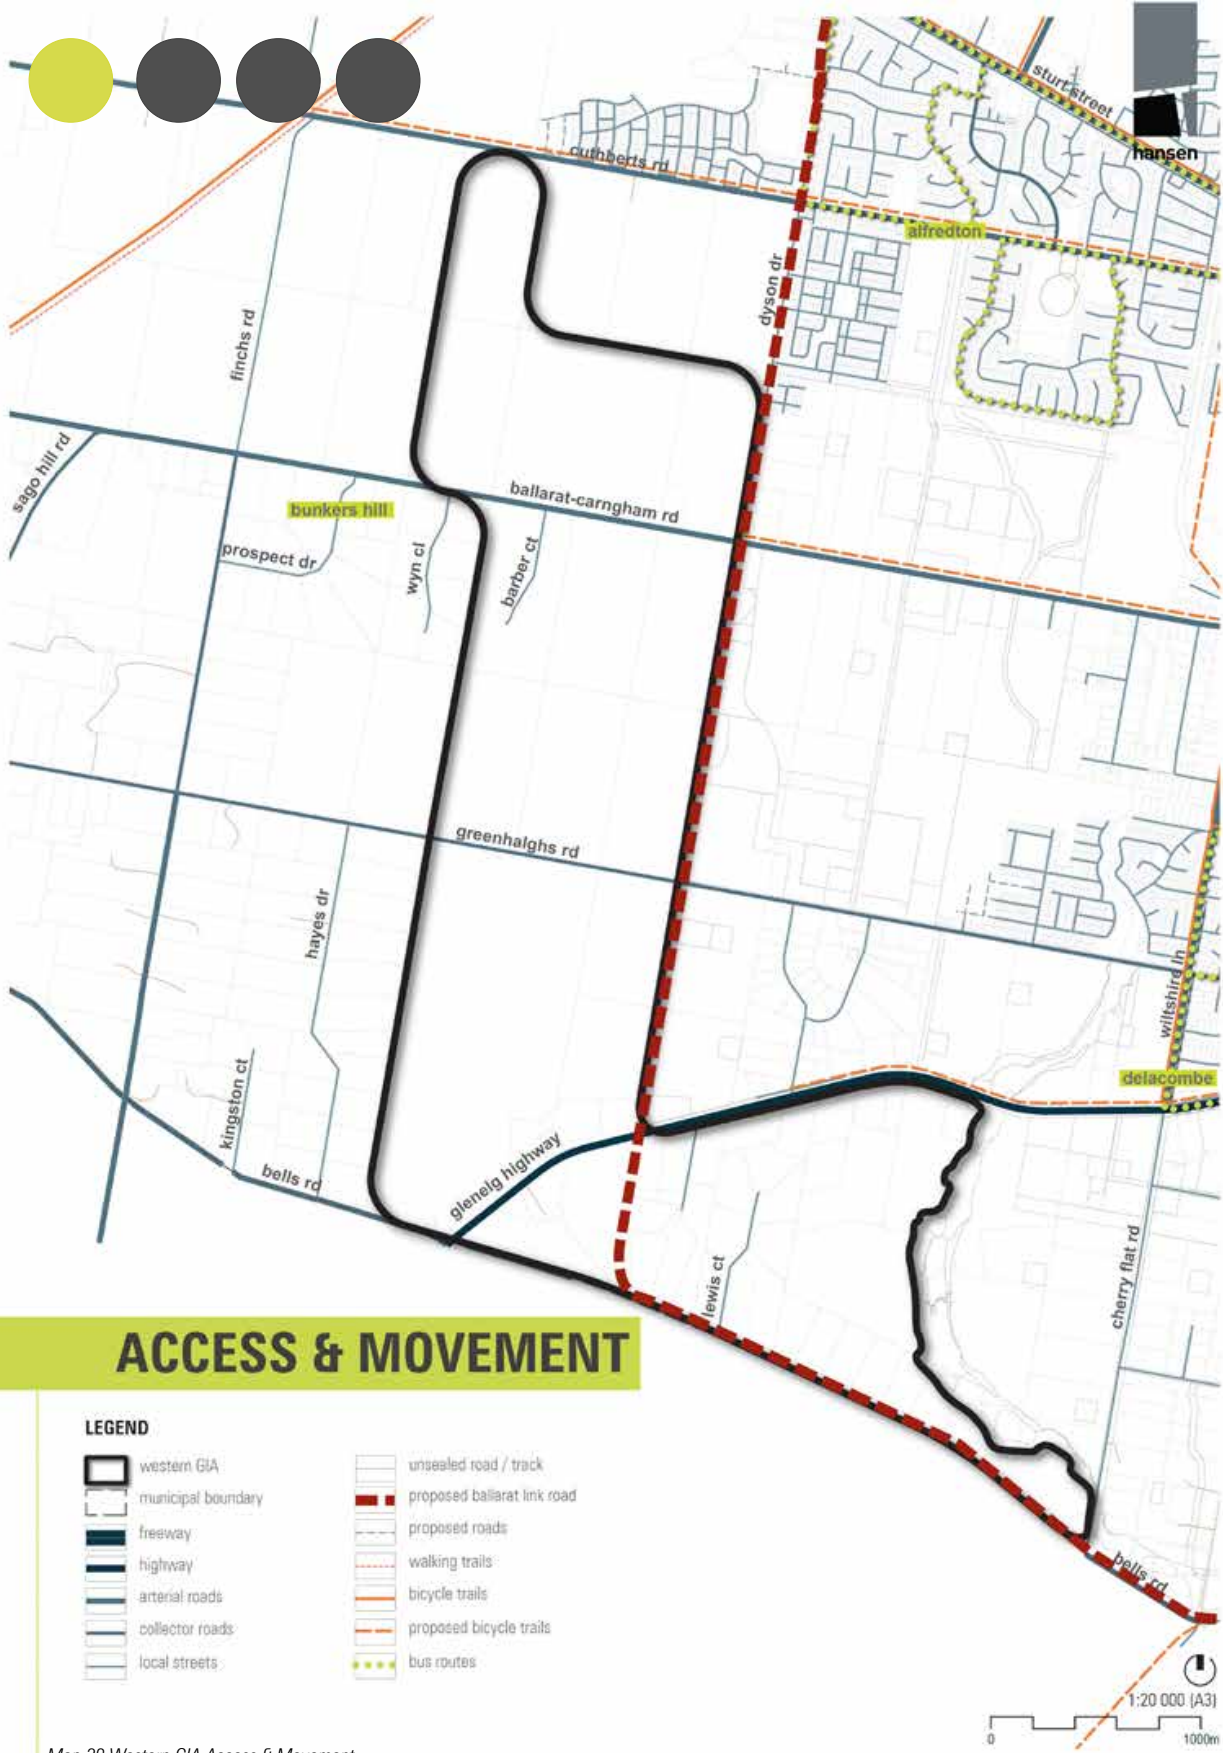 sturt street
hansen
cuthberts rd
alfredton
dyson dr
finchs rd
sago hill rd
bunkers hill
ballarat-carngham rd
prospect dr
wyn cl
barber ct
greenhalghs rd
hayes dr
wiltshire ln
kingston ct
delacombe
bells rd
glenelg highway
lewis ct
cherry flat rd
bells rd
ACCESS & MOVEMENT
LEGEND
western GIA
municipal boundary
freeway
highway
arterial roads
collector roads
local streets
unsealed road / track
proposed ballarat link road
proposed roads
walking trails
bicycle trails
proposed bicycle trails
bus routes
1:20 000 (A3)
0 1000m
Western GIA Access & Movement